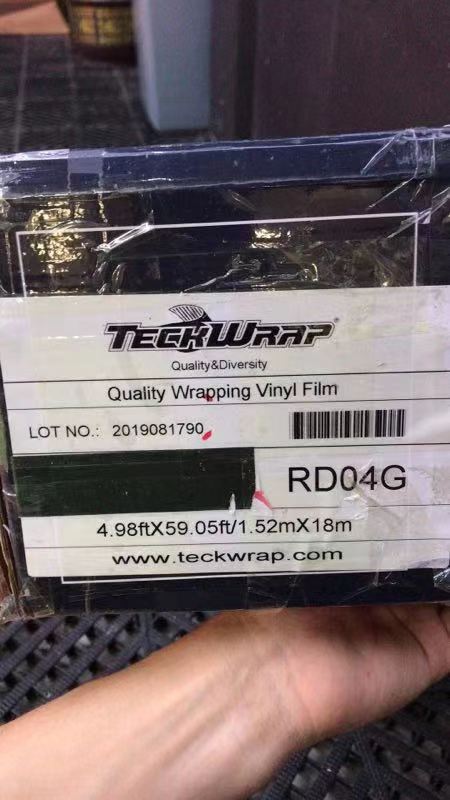 TECKWRAP®
Quality&Diversity
Quality Wrapping Vinyl Film
LOT NO.: 2019081790
RD04G
4.98ftX59.05ft/1.52mX18m
www.teckwrap.com